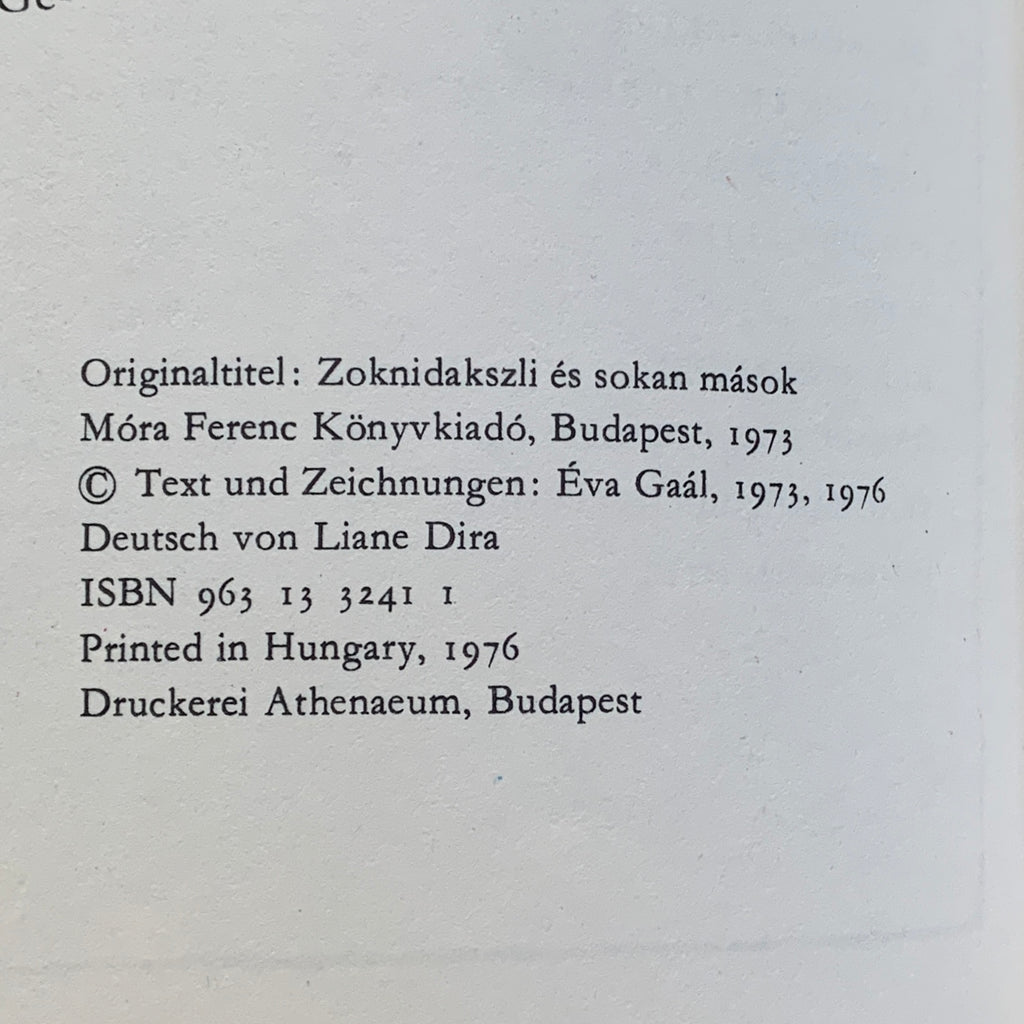 Originaltitel: Zoknidakszli és sokan mások
Móra Ferenc Könyvkiadó, Budapest, 1973
© Text und Zeichnungen: Éva Gaál, 1973, 1976
Deutsch von Liane Dira
ISBN 963 13 3241 1
Printed in Hungary, 1976
Druckerei Athenaeum, Budapest